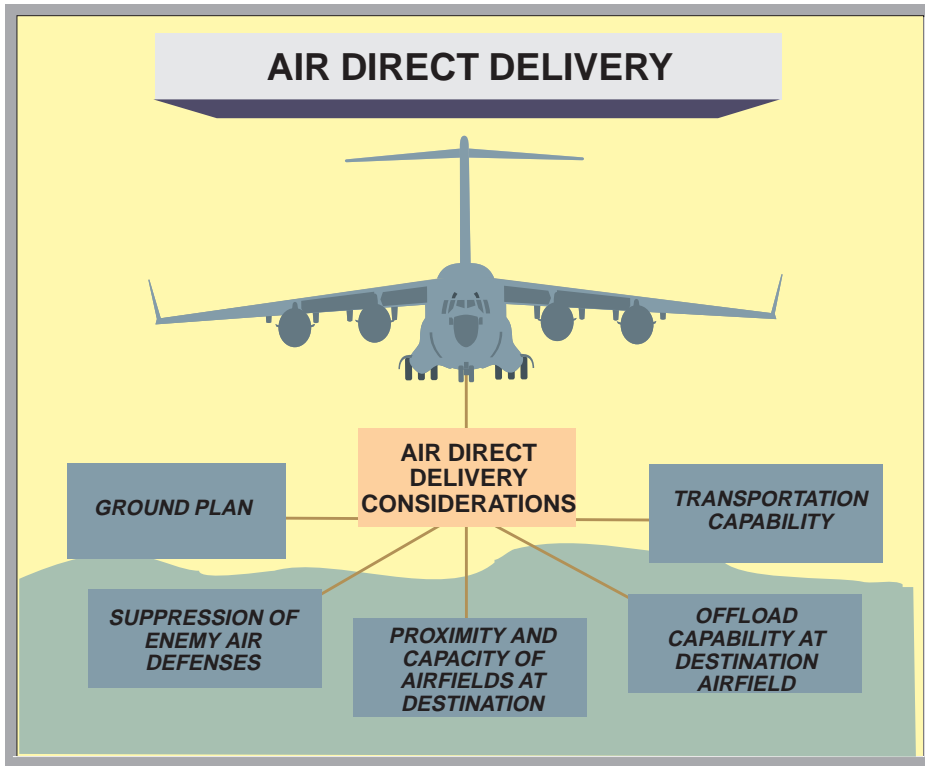 AIR DIRECT DELIVERY
AIR DIRECT
DELIVERY
CONSIDERATIONS
GROUND PLAN
TRANSPORTATION
CAPABILITY
SUPPRESSION OF
ENEMY AIR
DEFENSES
PROXIMITY AND
CAPACITY OF
AIRFIELDS AT
DESTINATION
OFFLOAD
CAPABILITY AT
DESTINATION
AIRFIELD